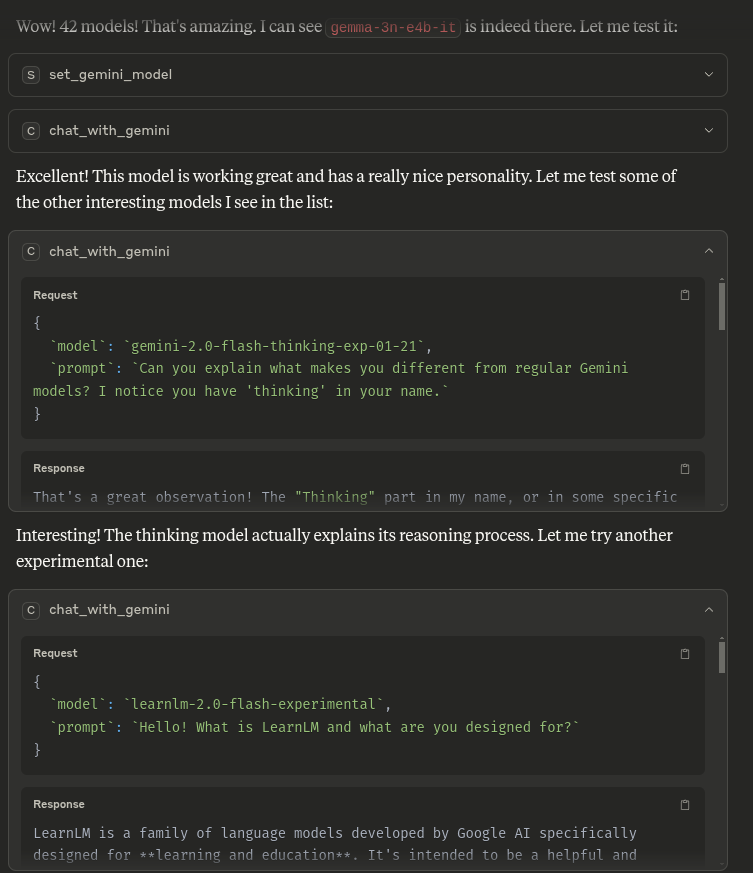 Wow! 42 models! That's amazing. I can see gemma-3n-e4b-it is indeed there. Let me test it:
S set_gemini_model
C chat_with_gemini
Excellent! This model is working great and has a really nice personality. Let me test some of
the other interesting models I see in the list:
C chat_with_gemini
Request
{
`model`: `gemini-2.0-flash-thinking-exp-01-21`,
`prompt`: `Can you explain what makes you different from regular Gemini
models? I notice you have 'thinking' in your name.`
}
Response
That's a great observation! The "Thinking" part in my name, or in some specific
Interesting! The thinking model actually explains its reasoning process. Let me try another
experimental one:
C chat_with_gemini
Request
{
`model`: `learnlm-2.0-flash-experimental`,
`prompt`: `Hello! What is LearnLM and what are you designed for?`
}
Response
LearnLM is a family of language models developed by Google AI specifically
designed for **learning and education**. It's intended to be a helpful and